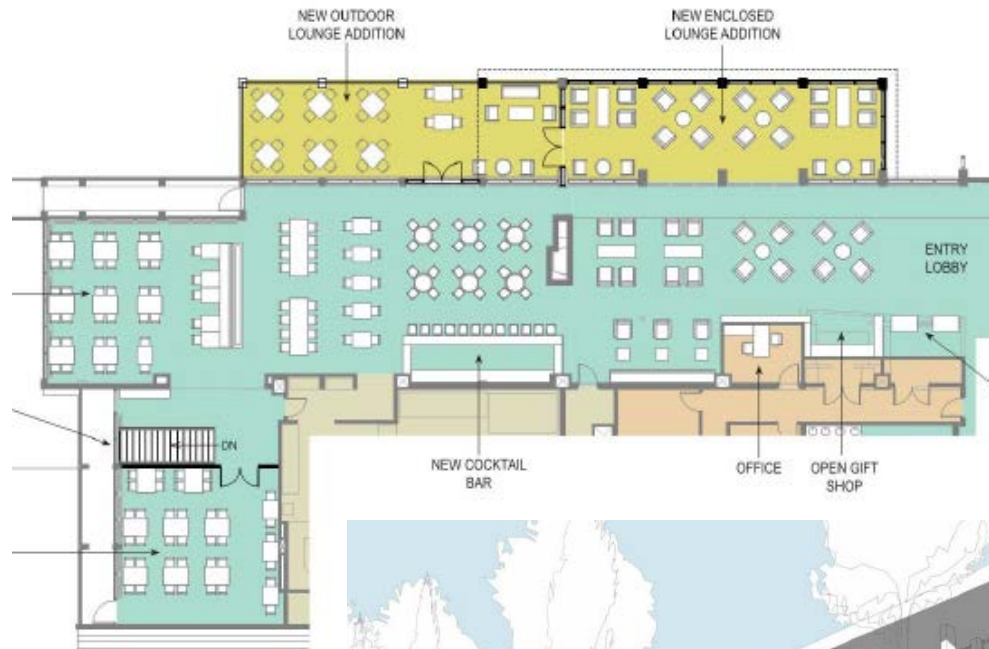 NEW OUTDOOR
LOUNGE ADDITION
NEW ENCLOSED
LOUNGE ADDITION
ENTRY
LOBBY
DN
NEW COCKTAIL
BAR
OFFICE
OPEN GIFT
SHOP